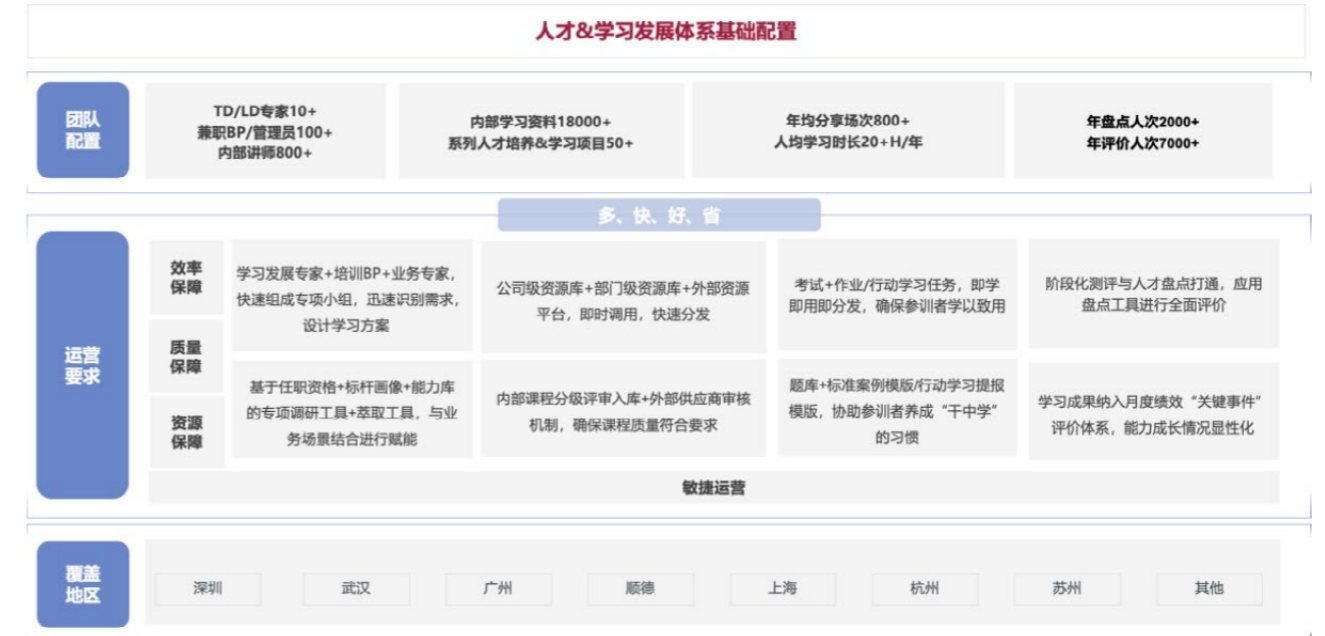 人才&学习发展体系基础配置
团队
配置
TD/LD专家10+
兼职BP/管理员100+
内部讲师800+
内部学习资料18000+
系列人才培养&学习项目50+
年均分享场次800+
人均学习时长20+H/年
年盘点人次2000+
年评价人次7000+
多、快、好、省
运营
要求
效率
保障
质量
保障
资源
保障
学习发展专家+培训BP+业务专家，
快速组成专项小组，迅速识别需求，
设计学习方案
公司级资源库+部门级资源库+外部资源
平台，即时调用，快速分发
考试+作业/行动学习任务，即学
即用即分发，确保参训者学以致用
阶段化测评与人才盘点打通，应用
盘点工具进行全面评价
基于任职资格+标杆画像+能力库
的专项调研工具+萃取工具，与业
务场景结合进行赋能
内部课程分级评审入库+外部供应商审核
机制，确保课程质量符合要求
题库+标准案例模版/行动学习提报
模版，协助参训者养成“干中学”
的习惯
学习成果纳入月度绩效“关键事件”
评价体系，能力成长情况显性化
敏捷运营
覆盖
地区
深圳
武汉
广州
顺德
上海
杭州
苏州
其他